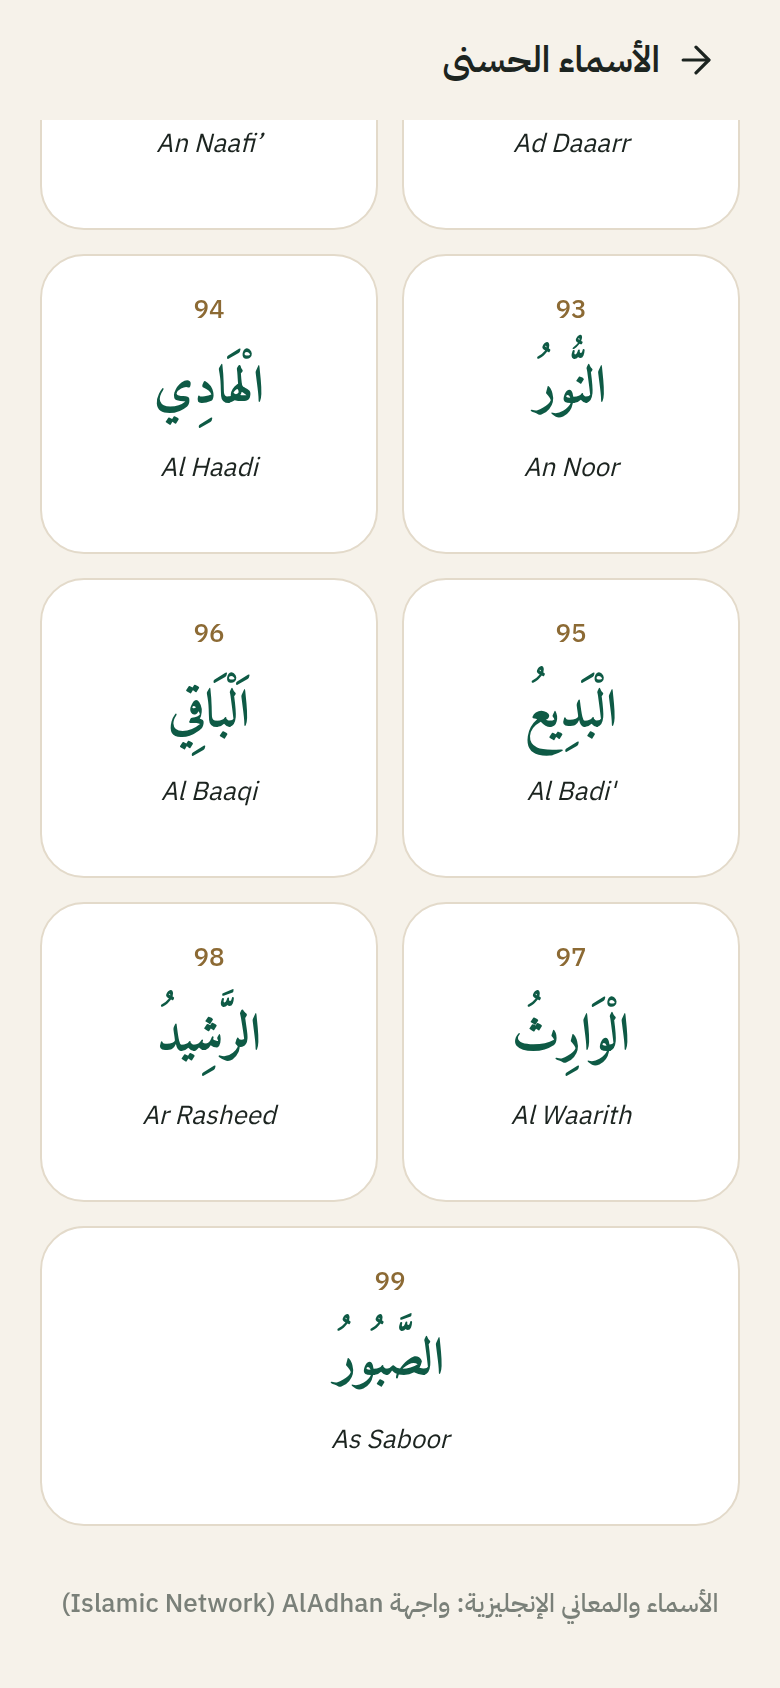 الأسماء الحسنى
Ad Daaarr
An Naafi’
93
النُّورُ
An Noor
94
الْهَادِي
Al Haadi
95
الْبَدِيعُ
Al Badi'
96
اَلْبَاقِي
Al Baaqi
97
الْوَارِثُ
Al Waarith
98
الرَّشِيدُ
Ar Rasheed
99
الصَّبُورُ
As Saboor
الأسماء والمعاني الإنجليزية: واجهة AlAdhan (Islamic Network)